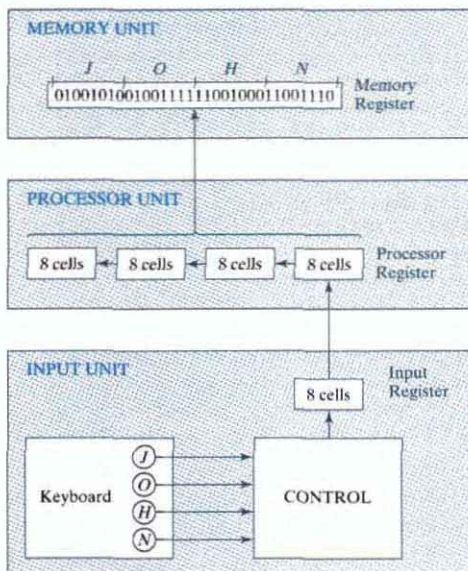 MEMORY UNIT
J O H N
01001010010011111100100011001110
Memory
Register
PROCESSOR UNIT
8 cells 8 cells 8 cells 8 cells
Processor
Register
INPUT UNIT
Input
Register
8 cells
Keyboard
J
O
H
N
CONTROL